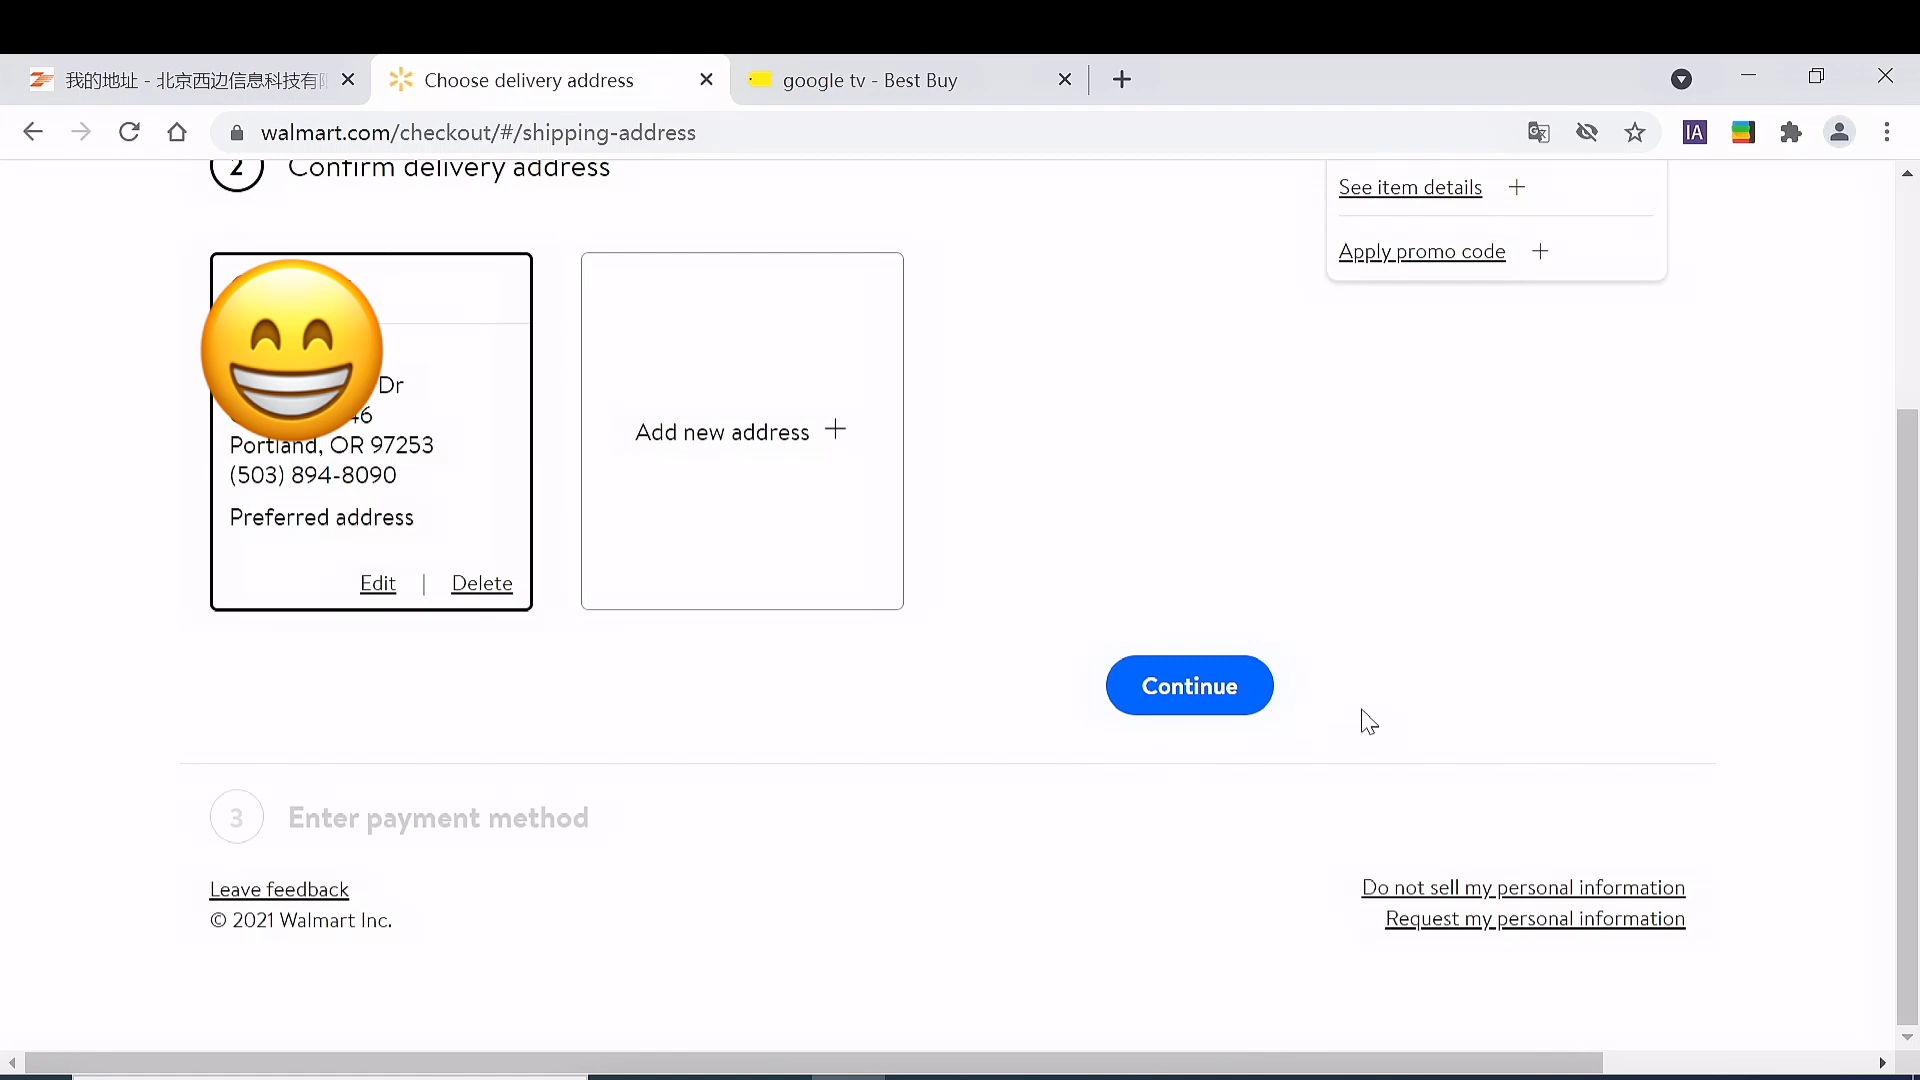 我的地址 - 北京西边信息科技有
Choose delivery address
google tv - Best Buy
walmart.com/checkout/#/shipping-address
IA
2 Confirm delivery address
See item details +
Apply promo code +
Dr
46
Portland, OR 97253
(503) 894-8090
Preferred address
Edit | Delete
Add new address +
Continue
3 Enter payment method
Leave feedback
© 2021 Walmart Inc.
Do not sell my personal information
Request my personal information